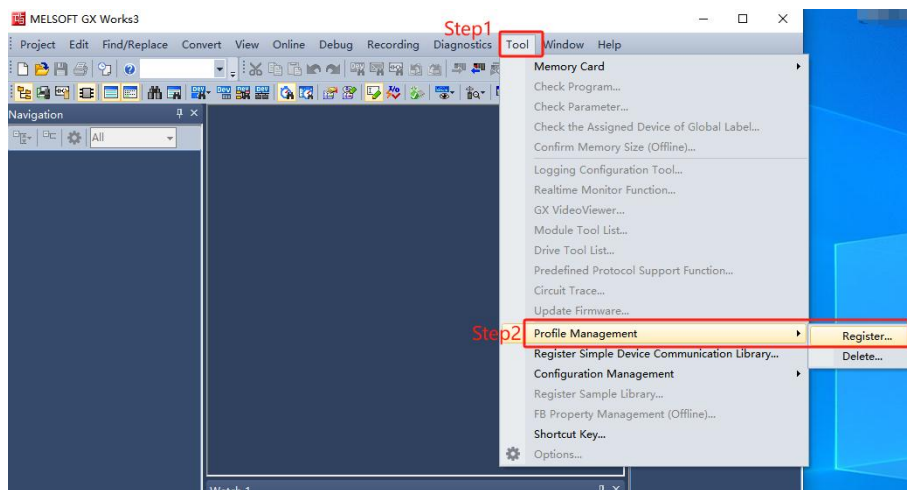 MELSOFT GX Works3
Step1
Project Edit Find/Replace Convert View Online Debug Recording Diagnostics Tool Window Help
Navigation
All
Memory Card
Check Program...
Check Parameter...
Check the Assigned Device of Global Label...
Confirm Memory Size (Offline)...
Logging Configuration Tool...
Realtime Monitor Function...
GX VideoViewer...
Module Tool List...
Drive Tool List...
Predefined Protocol Support Function...
Circuit Trace...
Update Firmware...
Step2
Profile Management
Register...
Register Simple Device Communication Library...
Delete...
Configuration Management
Register Sample Library...
FB Property Management (Offline)...
Shortcut Key...
Options...
Watch 1